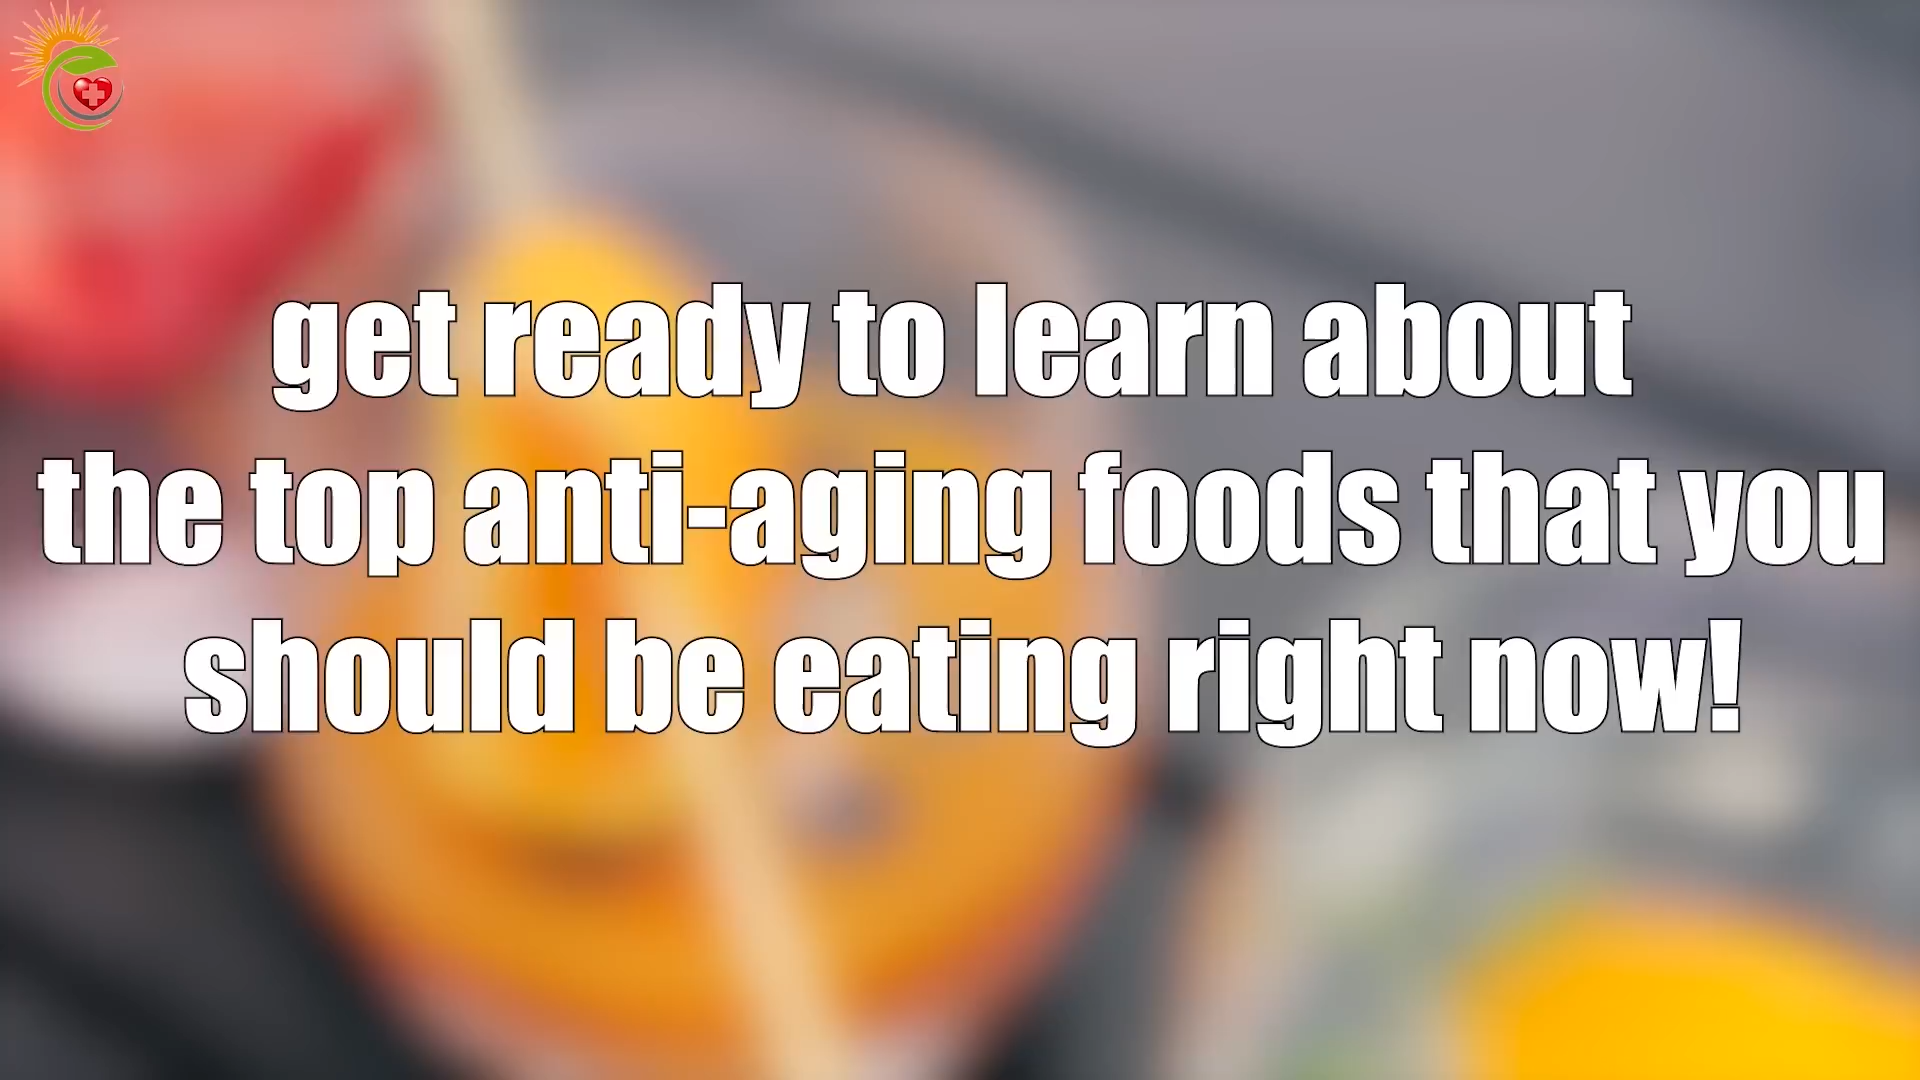 get ready to learn about
the top anti-aging foods that you
should be eating right now!